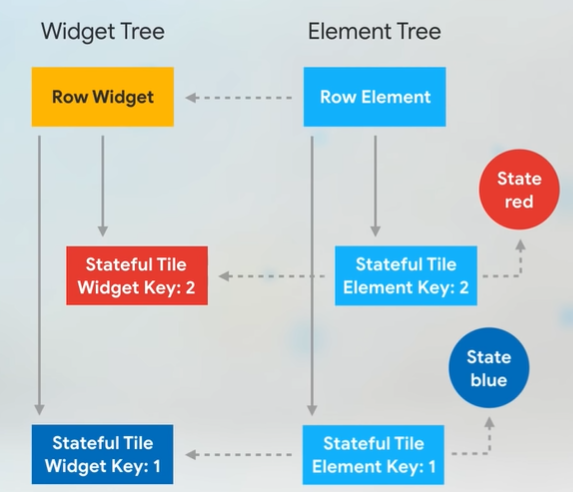 Widget Tree
Element Tree
Row Widget
Row Element
State
red
Stateful Tile
Widget Key: 2
Stateful Tile
Element Key: 2
State
blue
Stateful Tile
Widget Key: 1
Stateful Tile
Element Key: 1